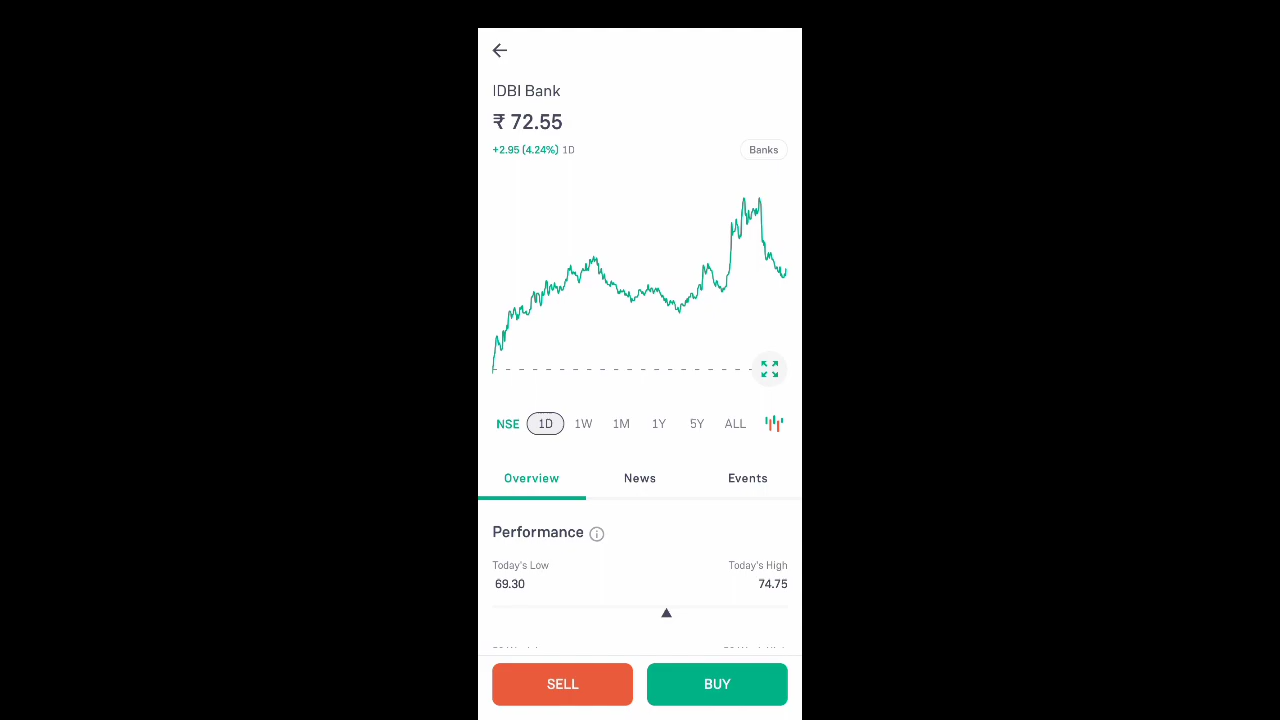 IDBI Bank
₹ 72.55
+2.95 (4.24%) 1D
Banks
NSE 1D 1W 1M 1Y 5Y ALL
Overview News Events
Performance
Today's Low Today's High
69.30 74.75
SELL BUY